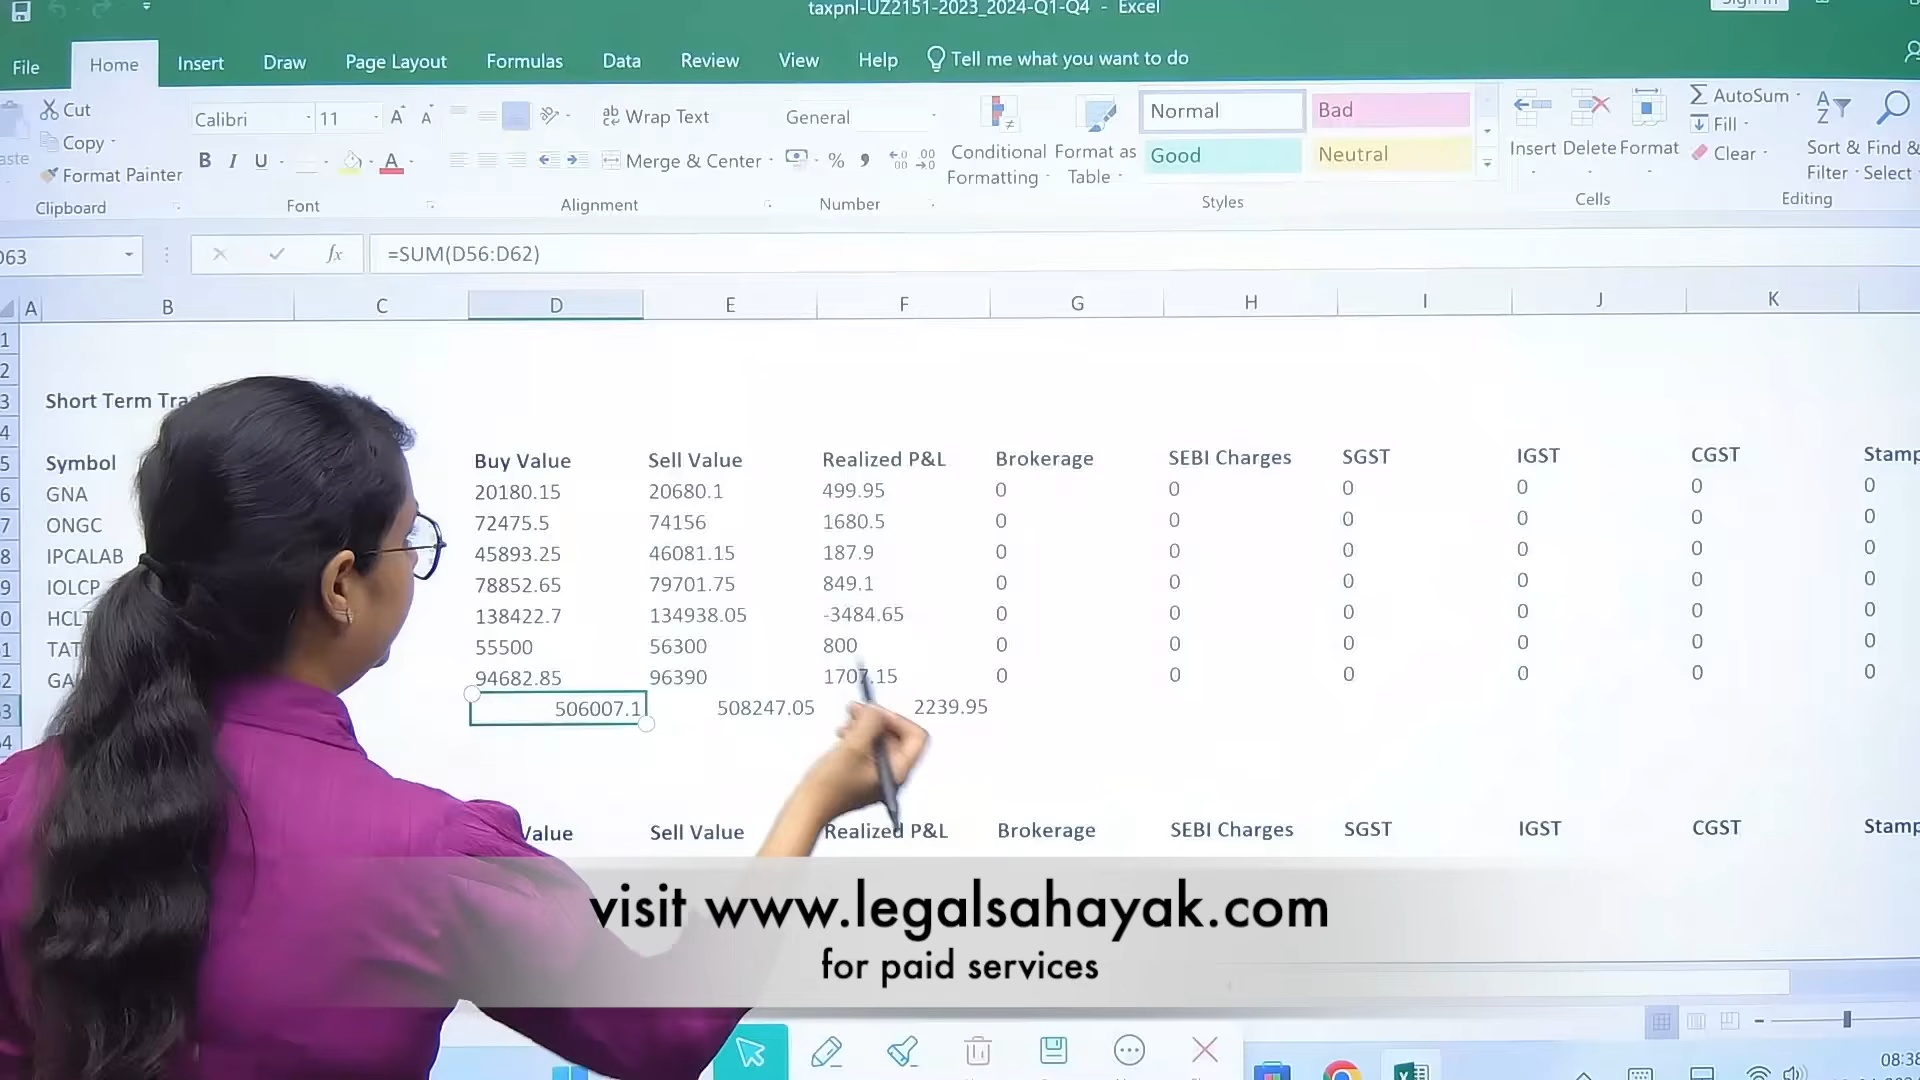 taxpnl-UZ2151-2023_2024-Q1-Q4 - Excel
File Home Insert Draw Page Layout Formulas Data Review View Help Tell me what you want to do
Cut
Copy
Format Painter
Clipboard
Calibri 11
B I U
Font
Wrap Text
Merge & Center
Alignment
General
%
Number
Conditional Formatting
Format as Table
Normal Bad
Good Neutral
Styles
Insert Delete Format
Cells
AutoSum
Fill
Clear
Sort & Filter
Find & Select
Editing
fx =SUM(D56:D62)
A B C D E F G H I J K
Short Term
Symbol Buy Value Sell Value Realized P&L Brokerage SEBI Charges SGST IGST CGST Stamp
GNA 20180.15 20680.1 499.95 0 0 0 0 0 0
ONGC 72475.5 74156 1680.5 0 0 0 0 0 0
IPCALAB 45893.25 46081.15 187.9 0 0 0 0 0 0
IOLCP 78852.65 79701.75 849.1 0 0 0 0 0 0
138422.7 134938.05 -3484.65 0 0 0 0 0 0
55500 56300 800 0 0 0 0 0 0
94682.85 96390 1707.15 0 0 0 0 0 0
506007.1 508247.05 2239.95
Value Sell Value Realized P&L Brokerage SEBI Charges SGST IGST CGST Stamp
visit www.legalsahayak.com
for paid services
08:38